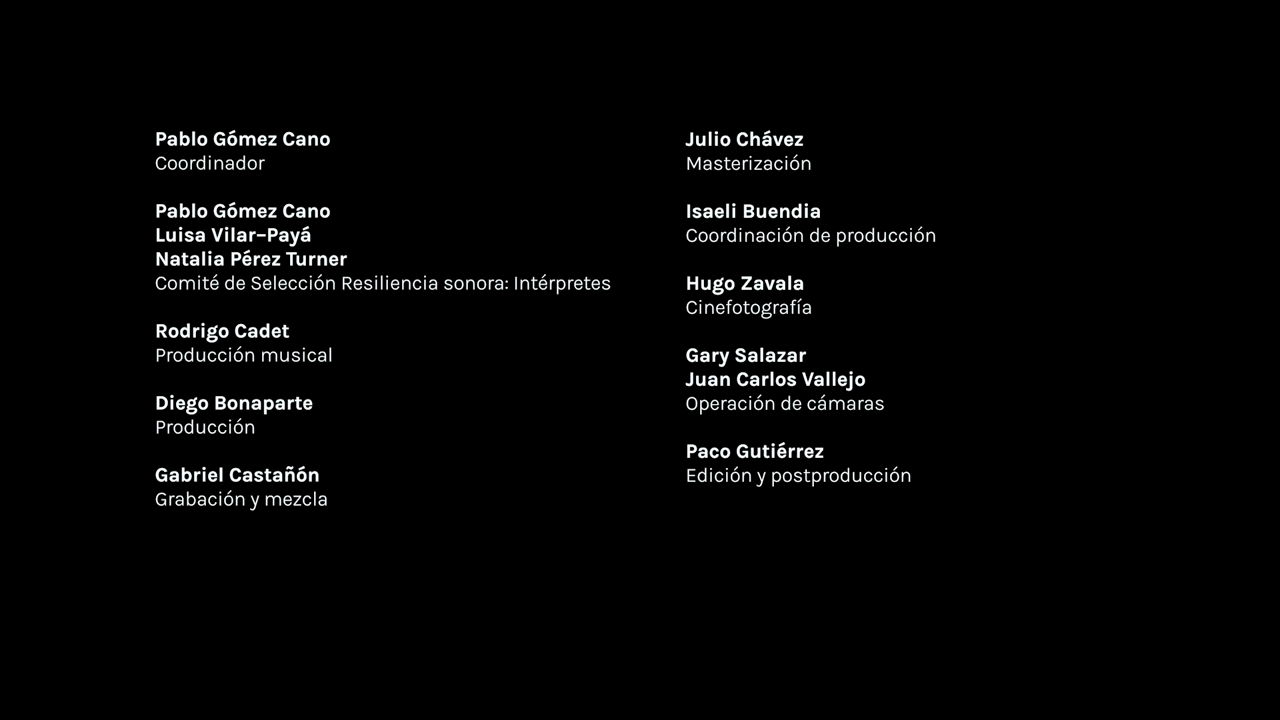 Pablo Gómez Cano
Coordinador
Pablo Gómez Cano
Luisa Vilar–Payá
Natalia Pérez Turner
Comité de Selección Resiliencia sonora: Intérpretes
Rodrigo Cadet
Producción musical
Diego Bonaparte
Producción
Gabriel Castañón
Grabación y mezcla
Julio Chávez
Masterización
Isaeli Buendia
Coordinación de producción
Hugo Zavala
Cinefotografía
Gary Salazar
Juan Carlos Vallejo
Operación de cámaras
Paco Gutiérrez
Edición y postproducción